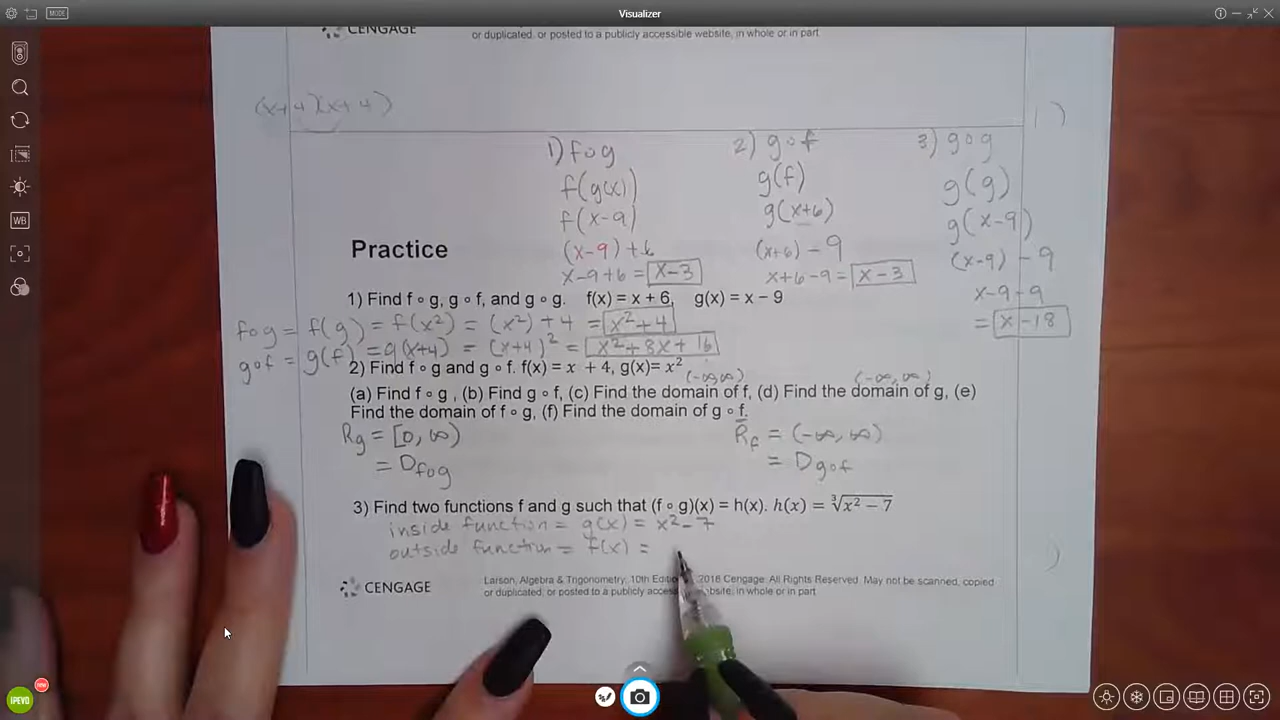 MODE
Visualizer
CENGAGE
or duplicated, or posted to a publicly accessible website, in whole or in part
(x+4)(x+4)
1) f∘g
f(g(x))
f(x-9)
(x-9)+6
x-9+6 = x-3
2) g∘f
g(f)
g(x+6)
(x+6) - 9
x+6-9 = x-3
3) g∘g
g(g)
g(x-9)
(x-9) - 9
x-9-9
= x-18
Practice
1) Find f ∘ g, g ∘ f, and g ∘ g. f(x) = x + 6, g(x) = x − 9
f∘g = f(g) = f(x²) = (x²)+4 = x²+4
g∘f = g(f) = g(x+4) = (x+4)² = x²+8x+16
2) Find f ∘ g and g ∘ f. f(x) = x + 4, g(x)= x²
(-∞,∞) (-∞,∞)
(a) Find f ∘ g , (b) Find g ∘ f, (c) Find the domain of f, (d) Find the domain of g, (e)
Find the domain of f ∘ g, (f) Find the domain of g ∘ f.
Rg = [0,∞)
= Df∘g
Rf = (-∞,∞)
= Dg∘f
3) Find two functions f and g such that (f ∘ g)(x) = h(x). h(x) = ∛x² − 7
inside function = g(x) = x²-7
outside function = f(x) =
CENGAGE
Larson, Algebra & Trigonometry, 10th Editi 2018 Cengage. All Rights Reserved. May not be scanned, copied
or duplicated, or posted to a publicly access website, in whole or in part
IPEVO
new
WB